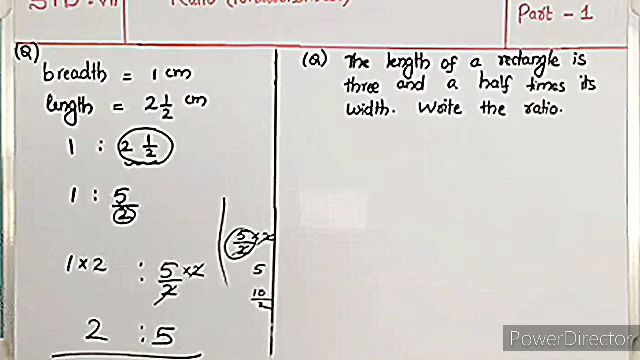 STD: VII
Part - 1
(Q)
breadth = 1 cm
length = 2 1/2 cm
1 : 2 1/2
1 : 5/2
1 × 2 : 5/2 × 2
5/2 × 2
5
10/2
2 : 5
(Q) The length of a rectangle is
three and a half times its
width. Write the ratio.
PowerDirector